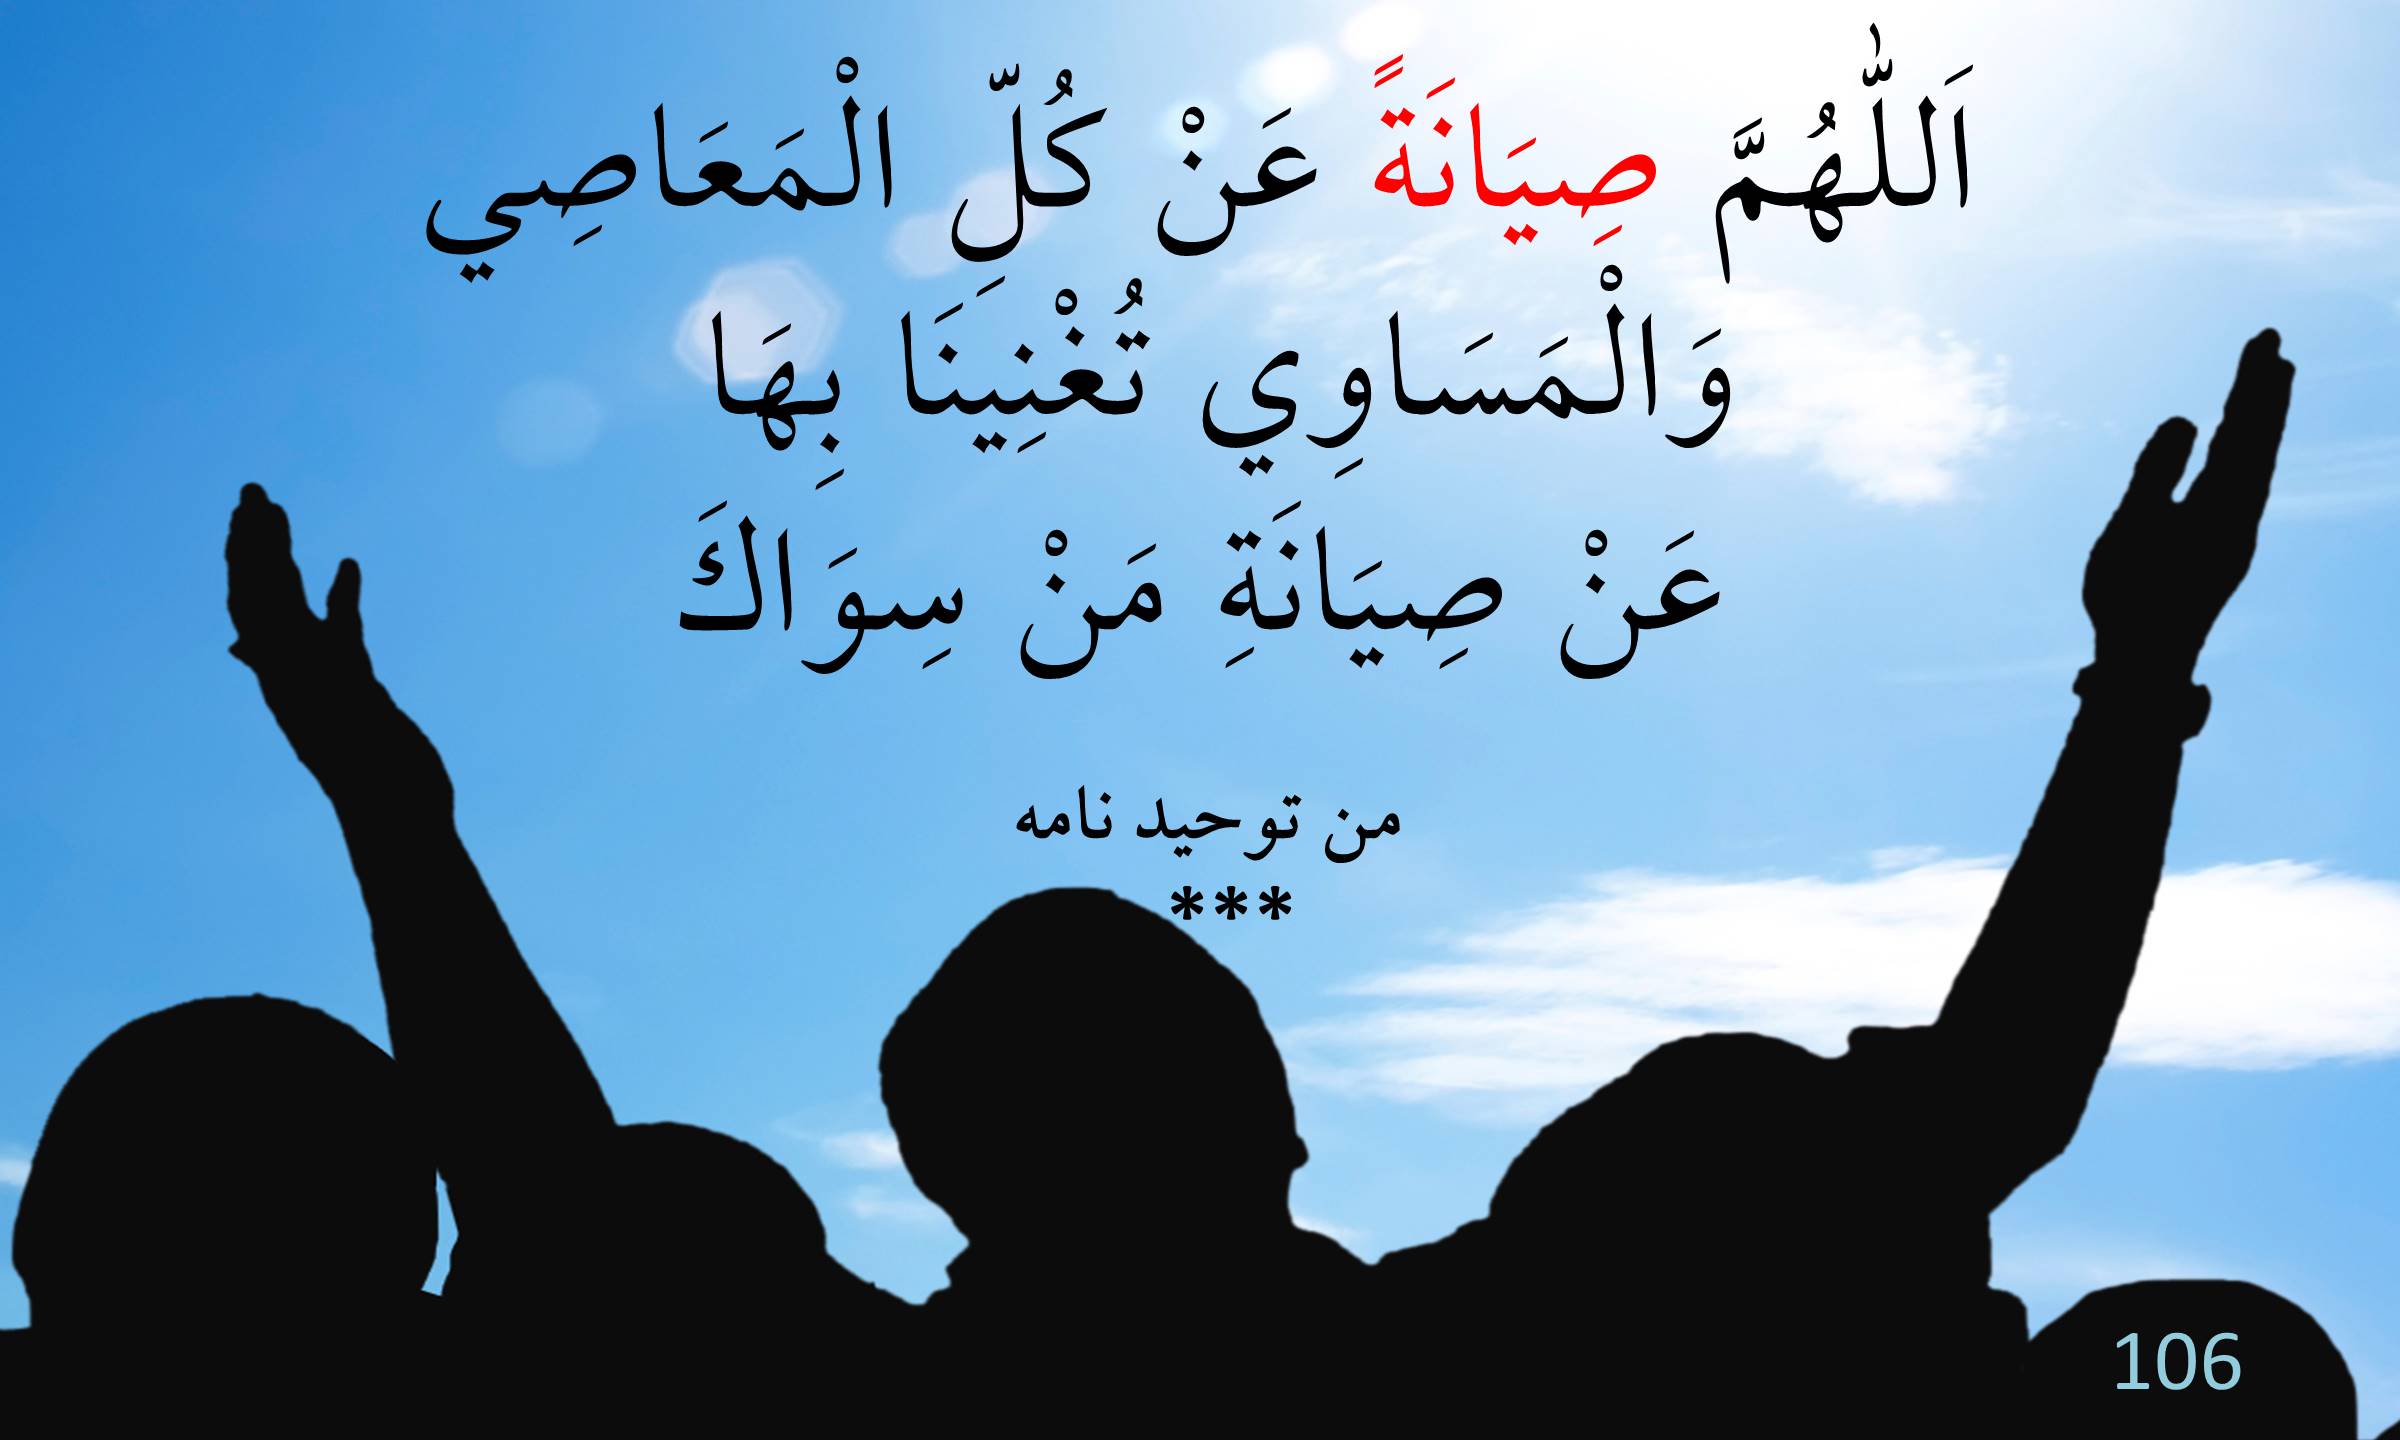 اَللّٰهُمَّ صِيَانَةً عَنْ كُلِّ الْمَعَاصِي
وَالْمَسَاوِي تُغْنِينَا بِهَا
عَنْ صِيَانَةِ مَنْ سِوَاكَ
من توحيد نامه
***
106